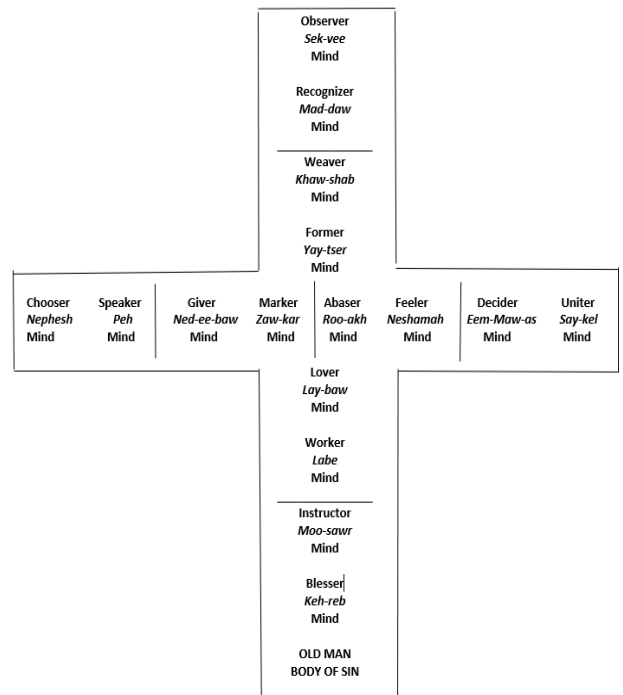 Observer
Sek-vee
Mind
Recognizer
Mad-daw
Mind
Weaver
Khaw-shab
Mind
Former
Yay-tser
Mind
Chooser Speaker Giver Marker Abaser Feeler Decider Uniter
Nephesh Peh Ned-ee-baw Zaw-kar Roo-akh Neshamah Eem-Maw-as Say-kel
Mind Mind Mind Mind Mind Mind Mind Mind
Lover
Lay-baw
Mind
Worker
Labe
Mind
Instructor
Moo-sawr
Mind
Blesser
Keh-reb
Mind
OLD MAN
BODY OF SIN